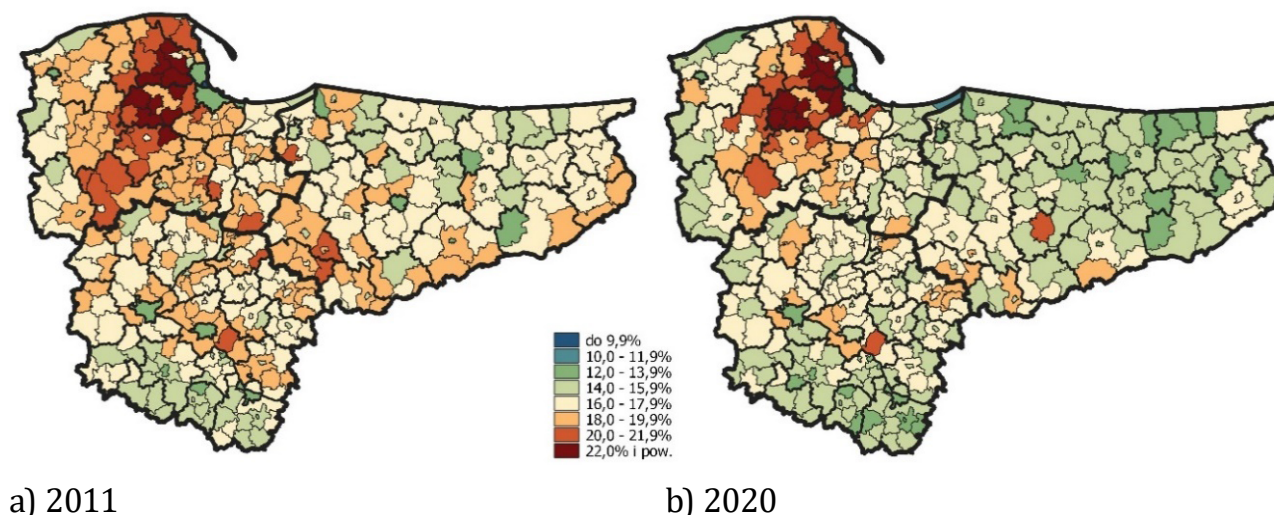 do 9,9%
10,0 - 11,9%
12,0 - 13,9%
14,0 - 15,9%
16,0 - 17,9%
18,0 - 19,9%
20,0 - 21,9%
22,0% i pow.
a) 2011
b) 2020